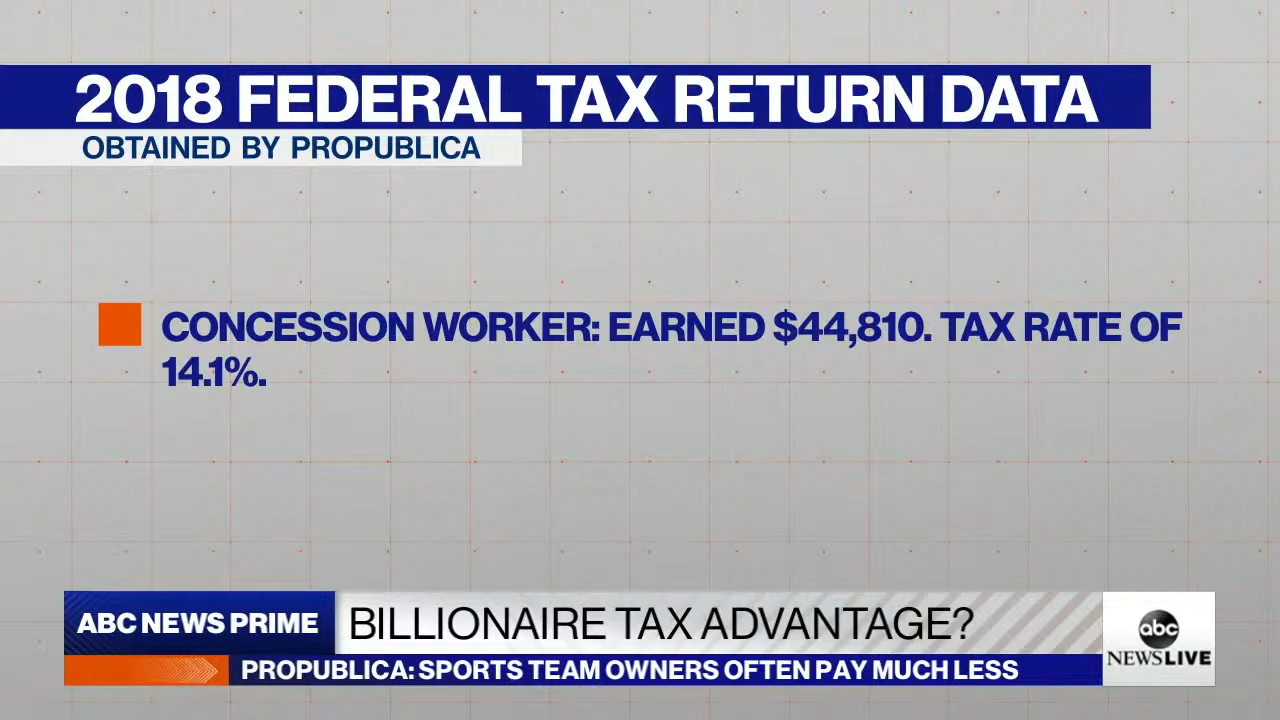 2018 FEDERAL TAX RETURN DATA
OBTAINED BY PROPUBLICA
CONCESSION WORKER: EARNED $44,810. TAX RATE OF
14.1%.
ABC NEWS PRIME
BILLIONAIRE TAX ADVANTAGE?
PROPUBLICA: SPORTS TEAM OWNERS OFTEN PAY MUCH LESS
abc
NEWSLIVE